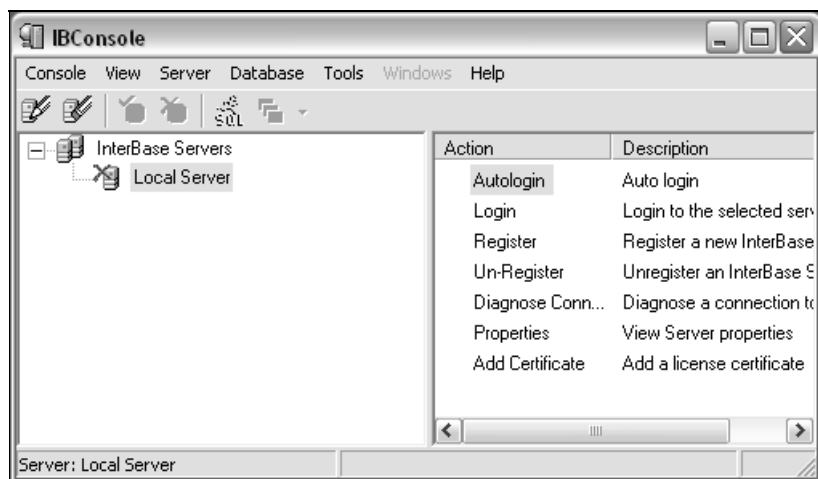 IBConsole
Console View Server Database Tools Windows Help
SQL
InterBase Servers
Local Server
Action Description
Autologin Auto login
Login Login to the selected
Register Register a new InterBase
Un-Register Unregister an InterBase
Diagnose Conn... Diagnose a connection
Properties View Server properties
Add Certificate Add a license certificate
Server: Local Server